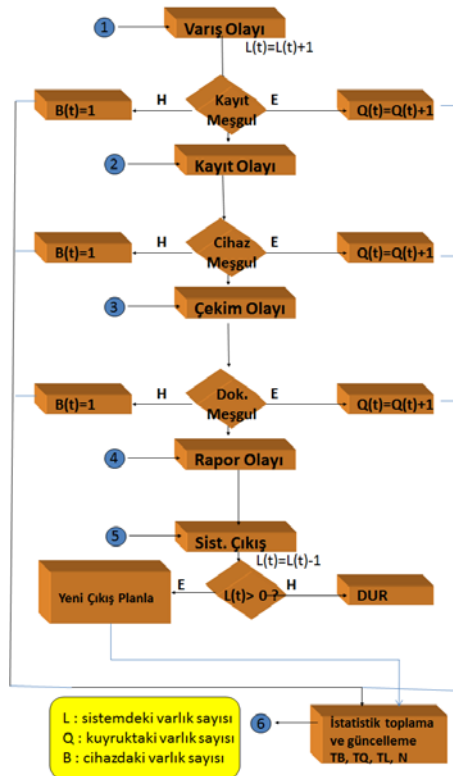 1
Varış Olayı
L(t)=L(t)+1
B(t)=1
H
Kayıt
Meşgul
E
Q(t)=Q(t)+1
2
Kayıt Olayı
B(t)=1
H
Cihaz
Meşgul
E
Q(t)=Q(t)+1
3
Çekim Olayı
B(t)=1
H
Dok.
Meşgul
E
Q(t)=Q(t)+1
4
Rapor Olayı
5
Sist. Çıkış
L(t)=L(t)-1
Yeni Çıkış Planla
E
L(t)> 0 ?
H
DUR
L : sistemdeki varlık sayısı
Q : kuyruktaki varlık sayısı
B : cihazdaki varlık sayısı
6
İstatistik toplama
ve güncelleme
TB, TQ, TL, N